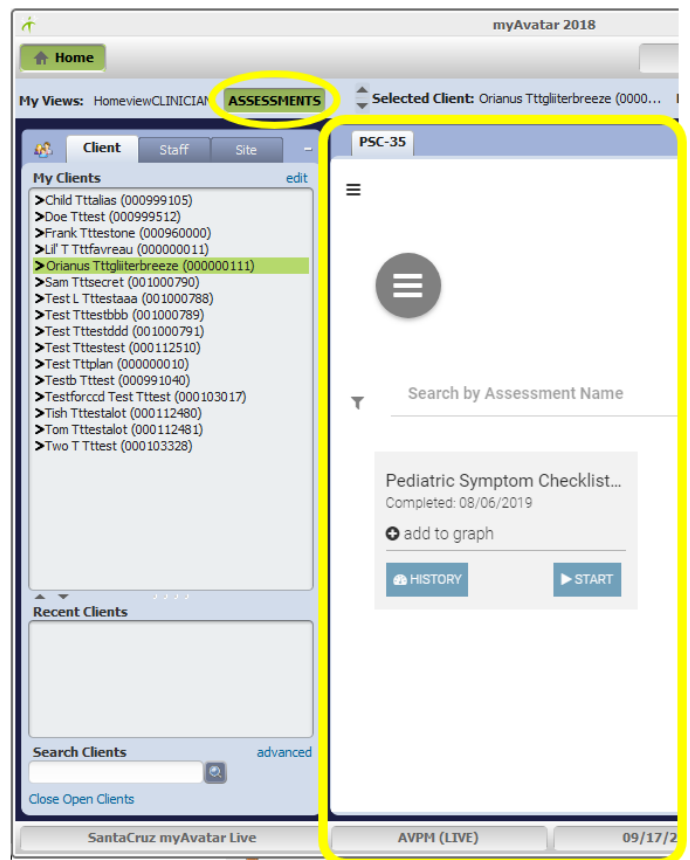 myAvatar 2018
Home
My Views: HomeviewCLINICIAN ASSESSMENTS Selected Client: Orianus Tttgliiterbreeze (0000...
Client Staff Site
PSC-35
My Clients edit
>Child Tttalias (000999105)
>Doe Tttest (000999512)
>Frank Tttestone (000960000)
>Lil' T Tttfavreau (000000011)
>Orianus Tttgliiterbreeze (000000111)
>Sam Tttsecret (001000790)
>Test L Tttestaaa (001000788)
>Test Tttestbbb (001000789)
>Test Tttestddd (001000791)
>Test Tttestest (000112510)
>Test Tttplan (000000010)
>Testb Tttest (000991040)
>Testforccd Test Tttest (000103017)
>Tish Tttestalot (000112480)
>Tom Tttestalot (000112481)
>Two T Tttest (000103328)
Search by Assessment Name
Pediatric Symptom Checklist...
Completed: 08/06/2019
add to graph
HISTORY START
Recent Clients
Search Clients advanced
Close Open Clients
SantaCruz myAvatar Live AVPM (LIVE) 09/17/2